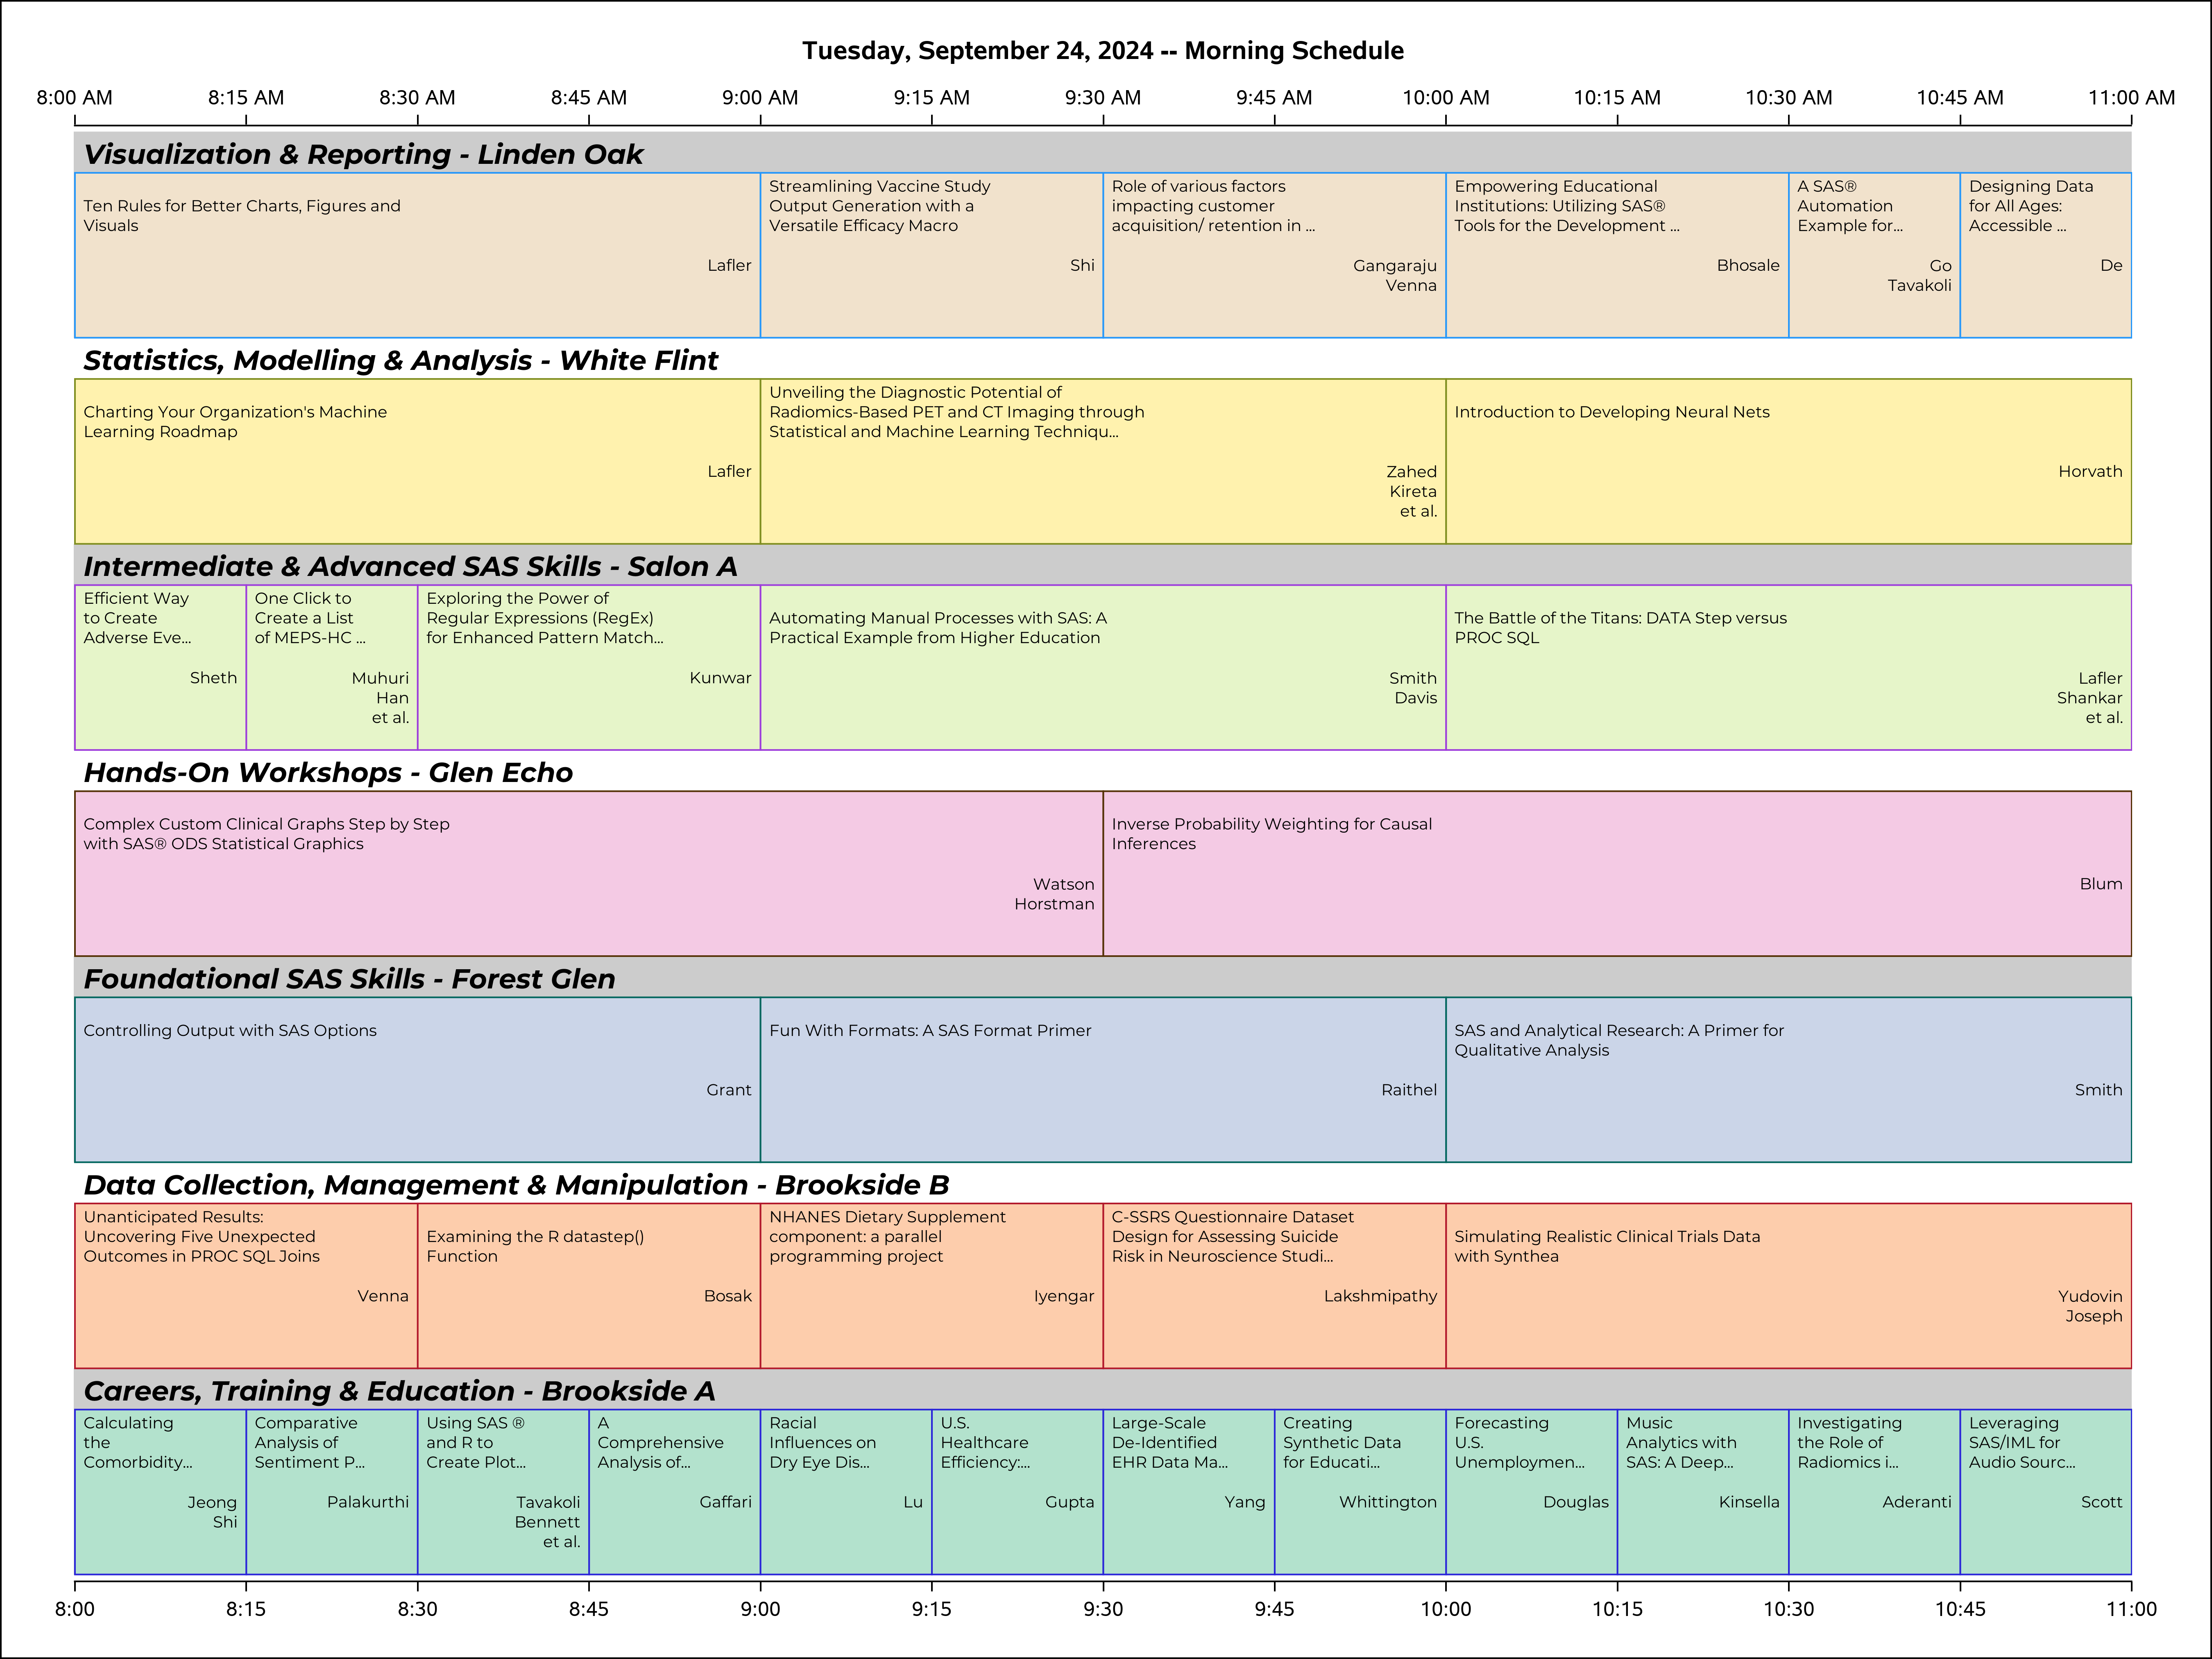 Tuesday, September 24, 2024 -- Morning Schedule
8:00 AM 8:15 AM 8:30 AM 8:45 AM 9:00 AM 9:15 AM 9:30 AM 9:45 AM 10:00 AM 10:15 AM 10:30 AM 10:45 AM 11:00 AM
Visualization & Reporting - Linden Oak
Ten Rules for Better Charts, Figures and
Visuals
Lafler
Streamlining Vaccine Study
Output Generation with a
Versatile Efficacy Macro
Shi
Role of various factors
impacting customer
acquisition/ retention in ...
Gangaraju
Venna
Empowering Educational
Institutions: Utilizing SAS®
Tools for the Development ...
Bhosale
A SAS®
Automation
Example for...
Go
Tavakoli
Designing Data
for All Ages:
Accessible ...
De
Statistics, Modelling & Analysis - White Flint
Charting Your Organization's Machine
Learning Roadmap
Lafler
Unveiling the Diagnostic Potential of
Radiomics-Based PET and CT Imaging through
Statistical and Machine Learning Techniqu...
Zahed
Kireta
et al.
Introduction to Developing Neural Nets
Horvath
Intermediate & Advanced SAS Skills - Salon A
Efficient Way
to Create
Adverse Eve...
Sheth
One Click to
Create a List
of MEPS-HC ...
Muhuri
Han
et al.
Exploring the Power of
Regular Expressions (RegEx)
for Enhanced Pattern Match...
Kunwar
Automating Manual Processes with SAS: A
Practical Example from Higher Education
Smith
Davis
The Battle of the Titans: DATA Step versus
PROC SQL
Lafler
Shankar
et al.
Hands-On Workshops - Glen Echo
Complex Custom Clinical Graphs Step by Step
with SAS® ODS Statistical Graphics
Watson
Horstman
Inverse Probability Weighting for Causal
Inferences
Blum
Foundational SAS Skills - Forest Glen
Controlling Output with SAS Options
Grant
Fun With Formats: A SAS Format Primer
Raithel
SAS and Analytical Research: A Primer for
Qualitative Analysis
Smith
Data Collection, Management & Manipulation - Brookside B
Unanticipated Results:
Uncovering Five Unexpected
Outcomes in PROC SQL Joins
Venna
Examining the R datastep()
Function
Bosak
NHANES Dietary Supplement
component: a parallel
programming project
Iyengar
C-SSRS Questionnaire Dataset
Design for Assessing Suicide
Risk in Neuroscience Studi...
Lakshmipathy
Simulating Realistic Clinical Trials Data
with Synthea
Yudovin
Joseph
Careers, Training & Education - Brookside A
Calculating
the
Comorbidity...
Jeong
Shi
Comparative
Analysis of
Sentiment P...
Palakurthi
Using SAS ®
and R to
Create Plot...
Tavakoli
Bennett
et al.
A
Comprehensive
Analysis of...
Gaffari
Racial
Influences on
Dry Eye Dis...
Lu
U.S.
Healthcare
Efficiency:...
Gupta
Large-Scale
De-Identified
EHR Data Ma...
Yang
Creating
Synthetic Data
for Educati...
Whittington
Forecasting
U.S.
Unemploymen...
Douglas
Music
Analytics with
SAS: A Deep...
Kinsella
Investigating
the Role of
Radiomics i...
Aderanti
Leveraging
SAS/IML for
Audio Sourc...
Scott
8:00 8:15 8:30 8:45 9:00 9:15 9:30 9:45 10:00 10:15 10:30 10:45 11:00